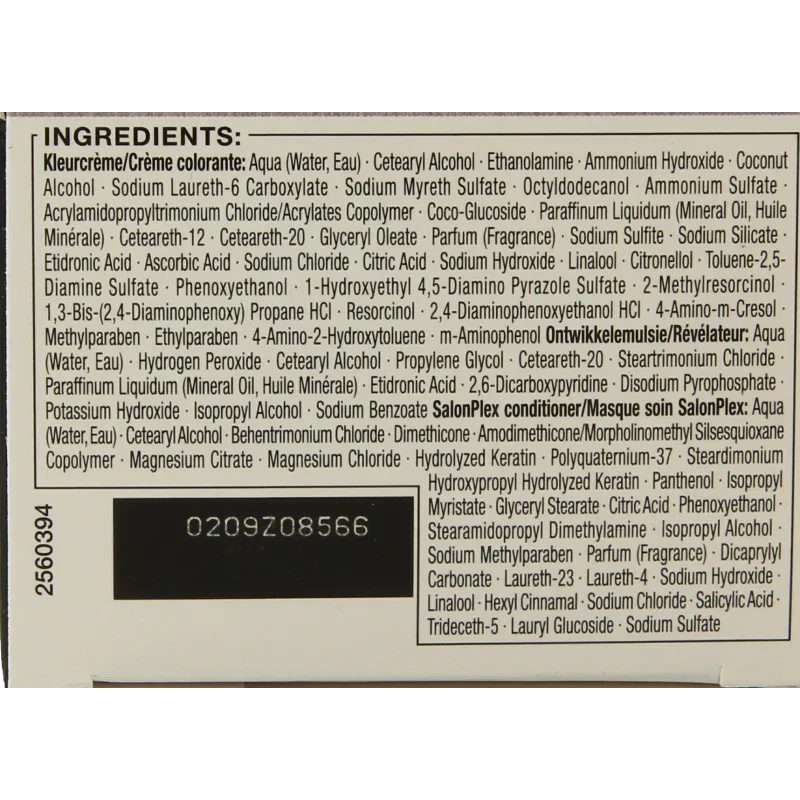 INGREDIENTS:
Kleurcrème/Crème colorante: Aqua (Water, Eau) · Cetearyl Alcohol · Ethanolamine · Ammonium Hydroxide · Coconut
Alcohol · Sodium Laureth-6 Carboxylate · Sodium Myreth Sulfate · Octyldodecanol · Ammonium Sulfate ·
Acrylamidopropyltrimonium Chloride/Acrylates Copolymer · Coco-Glucoside · Paraffinum Liquidum (Mineral Oil, Huile
Minérale) · Ceteareth-12 · Ceteareth-20 · Glyceryl Oleate · Parfum (Fragrance) · Sodium Sulfite · Sodium Silicate ·
Etidronic Acid · Ascorbic Acid · Sodium Chloride · Citric Acid · Sodium Hydroxide · Linalool · Citronellol · Toluene-2,5-
Diamine Sulfate · Phenoxyethanol · 1-Hydroxyethyl 4,5-Diamino Pyrazole Sulfate · 2-Methylresorcinol ·
1,3-Bis-(2,4-Diaminophenoxy) Propane HCl · Resorcinol · 2,4-Diaminophenoxyethanol HCl · 4-Amino-m-Cresol ·
Methylparaben · Ethylparaben · 4-Amino-2-Hydroxytoluene · m-Aminophenol Ontwikkelemulsie/Révélateur: Aqua
(Water, Eau) · Hydrogen Peroxide · Cetearyl Alcohol · Propylene Glycol · Ceteareth-20 · Steartrimonium Chloride ·
Paraffinum Liquidum (Mineral Oil, Huile Minérale) · Etidronic Acid · 2,6-Dicarboxypyridine · Disodium Pyrophosphate ·
Potassium Hydroxide · Isopropyl Alcohol · Sodium Benzoate SalonPlex conditioner/Masque soin SalonPlex: Aqua
(Water, Eau) · Cetearyl Alcohol · Behentrimonium Chloride · Dimethicone · Amodimethicone/Morpholinomethyl Silsesquioxane
Copolymer · Magnesium Citrate · Magnesium Chloride · Hydrolyzed Keratin · Polyquaternium-37 · Steardimonium
Hydroxypropyl Hydrolyzed Keratin · Panthenol · Isopropyl
Myristate · Glyceryl Stearate · Citric Acid · Phenoxyethanol ·
Stearamidopropyl Dimethylamine · Isopropyl Alcohol ·
Sodium Methylparaben · Parfum (Fragrance) · Dicaprylyl
Carbonate · Laureth-23 · Laureth-4 · Sodium Hydroxide ·
Linalool · Hexyl Cinnamal · Sodium Chloride · Salicylic Acid ·
Trideceth-5 · Lauryl Glucoside · Sodium Sulfate
0209Z08566
2560394